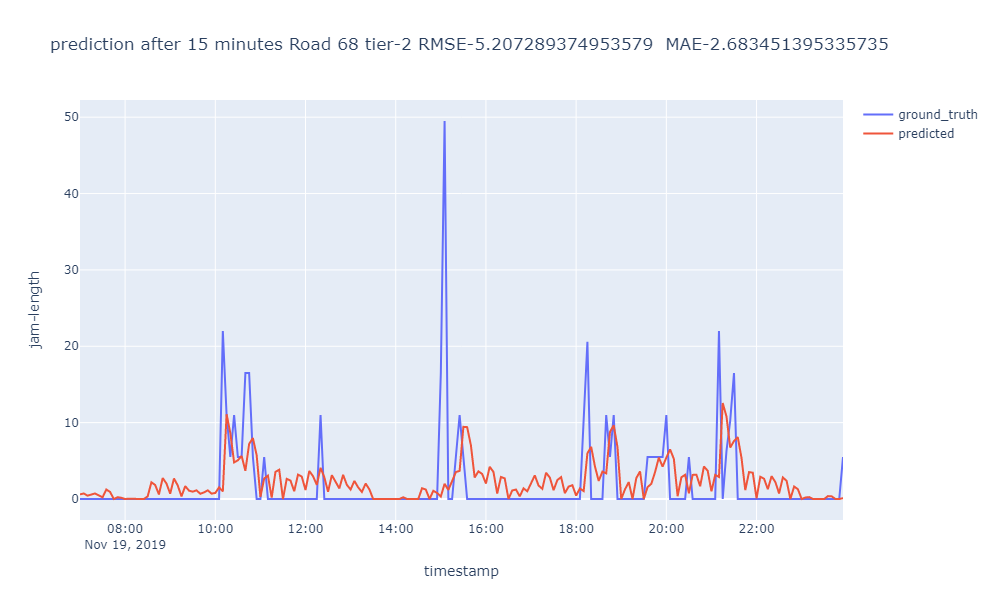 prediction after 15 minutes Road 68 tier-2 RMSE-5.207289374953579  MAE-2.683451395335735
ground_truth
predicted
50
40
30
20
10
0
jam-length
08:00 10:00 12:00 14:00 16:00 18:00 20:00 22:00
Nov 19, 2019
timestamp